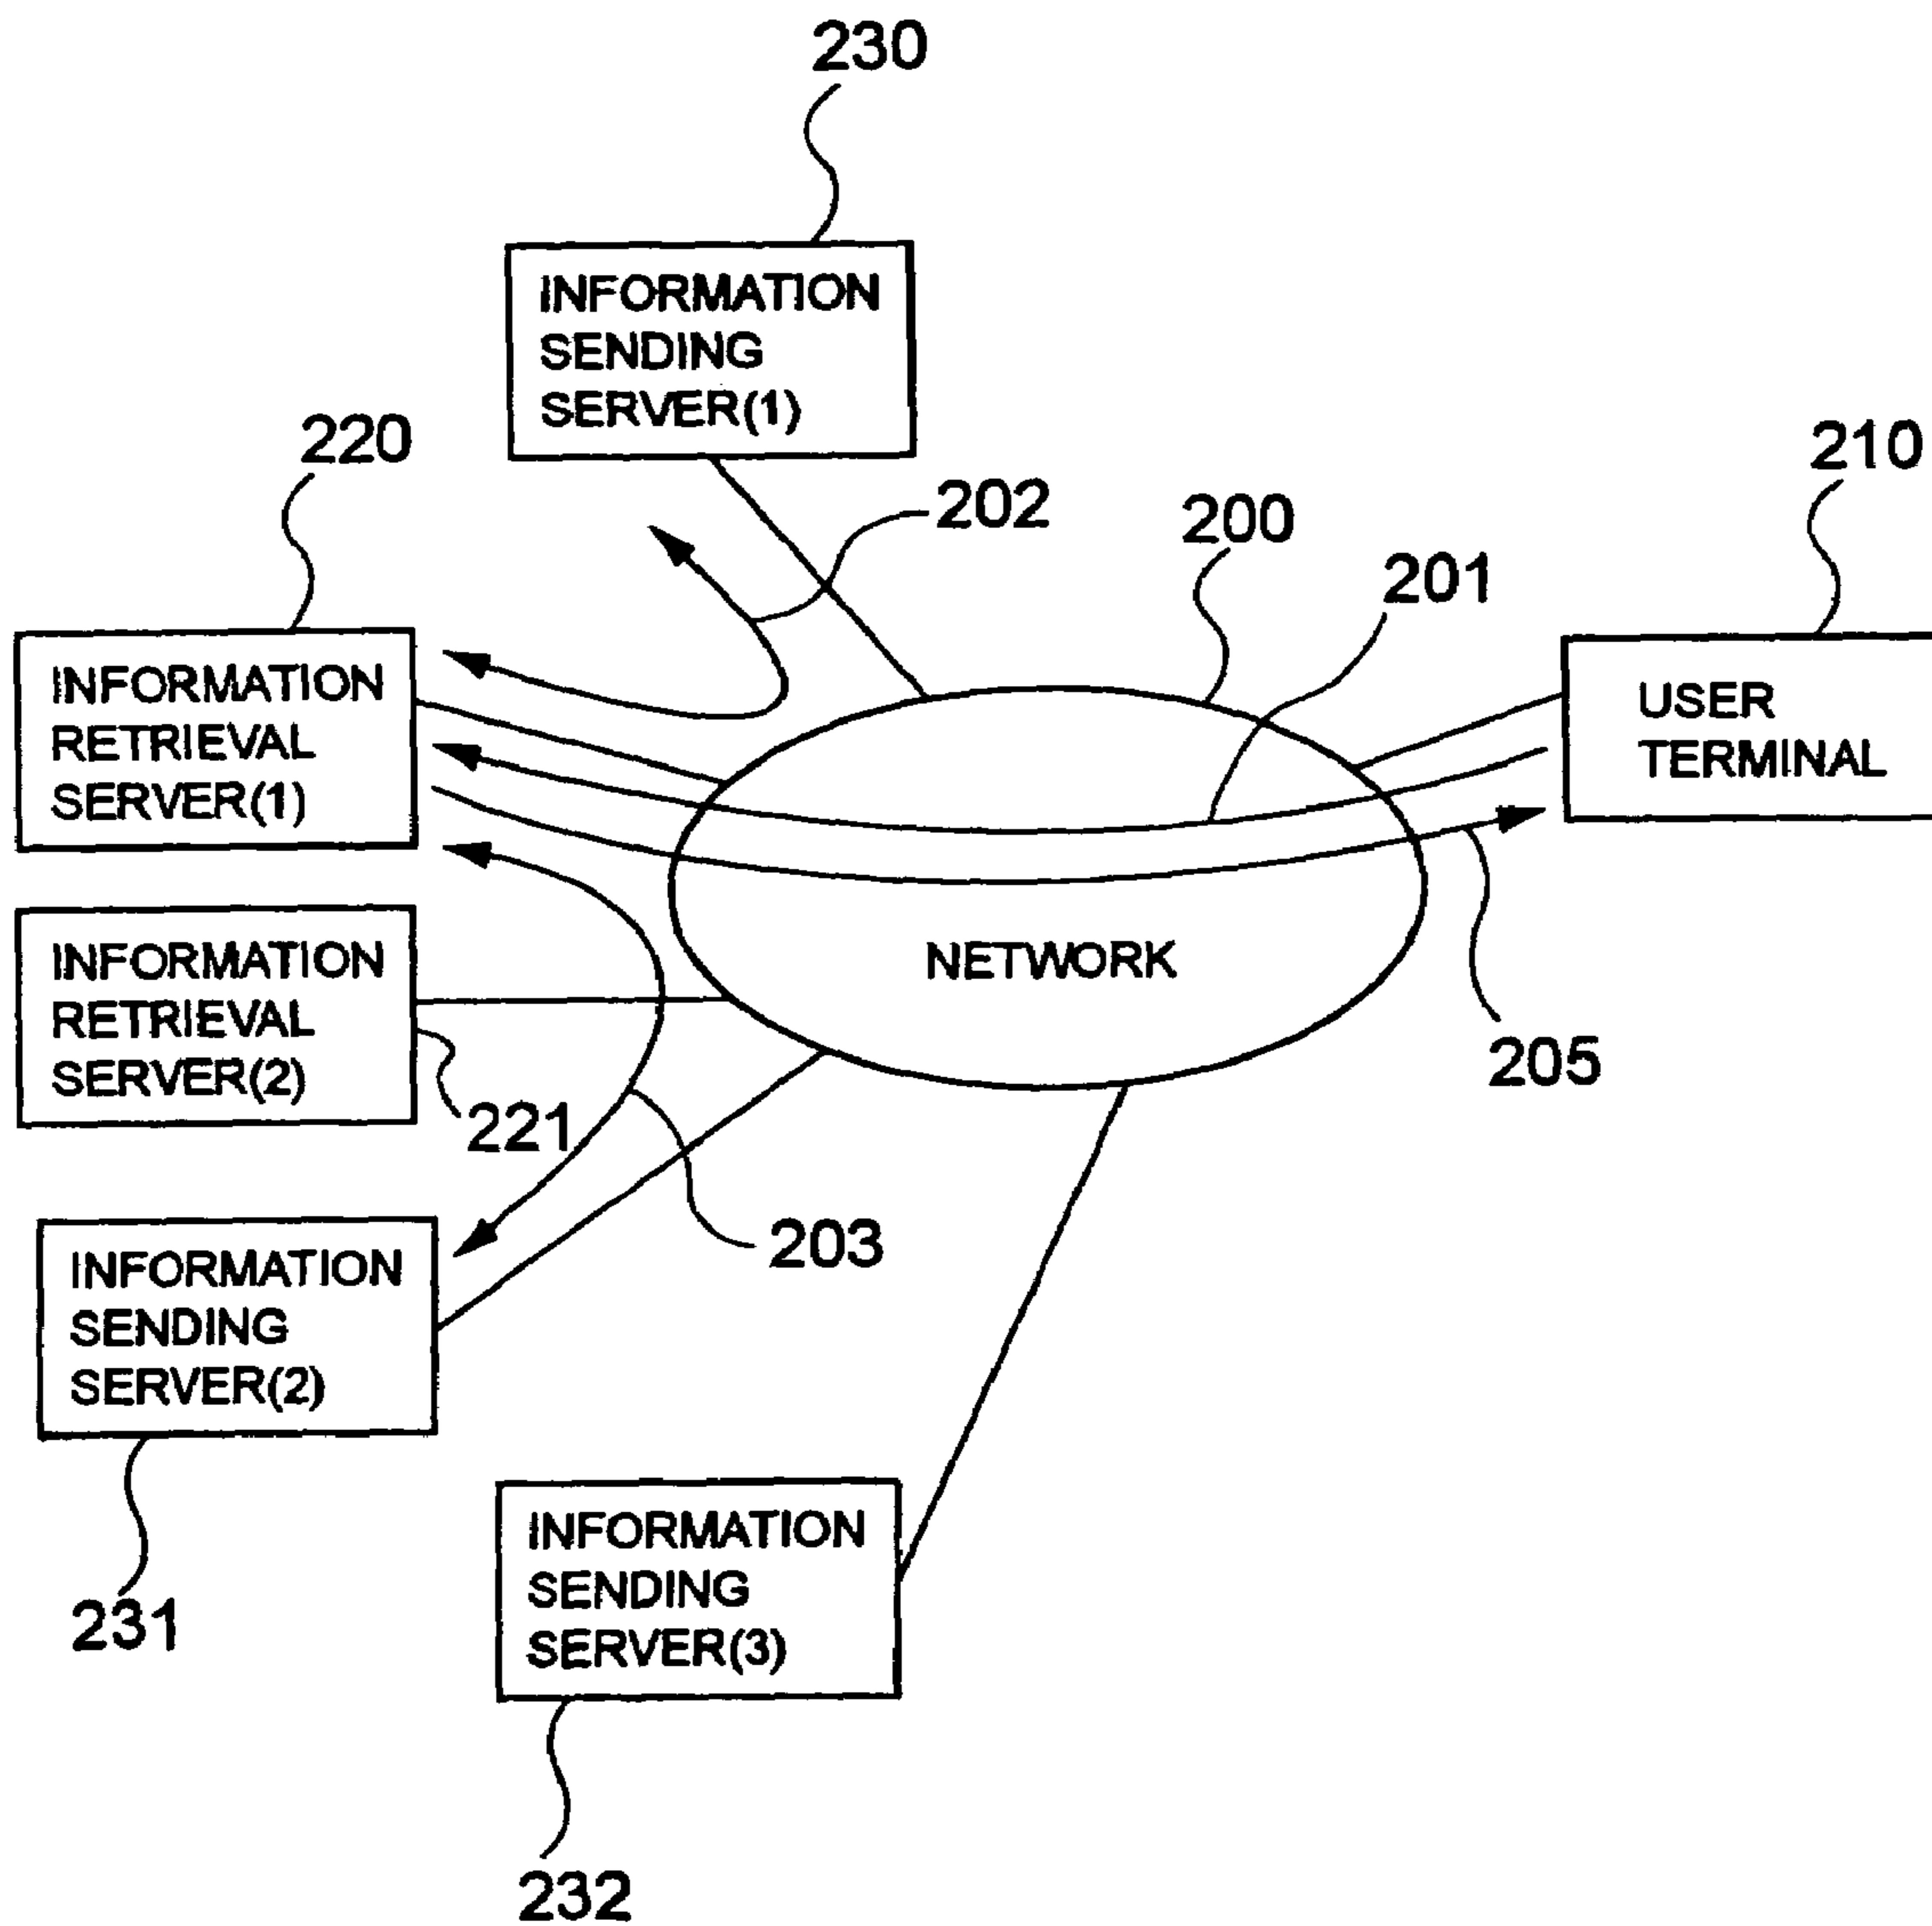 230
INFORMATION
SENDING
SERVER(1)
220
210
202
200
201
INFORMATION
RETRIEVAL
SERVER(1)
USER
TERMINAL
INFORMATION
RETRIEVAL
SERVER(2)
NETWORK
205
221
203
INFORMATION
SENDING
SERVER(2)
231
INFORMATION
SENDING
SERVER(3)
232